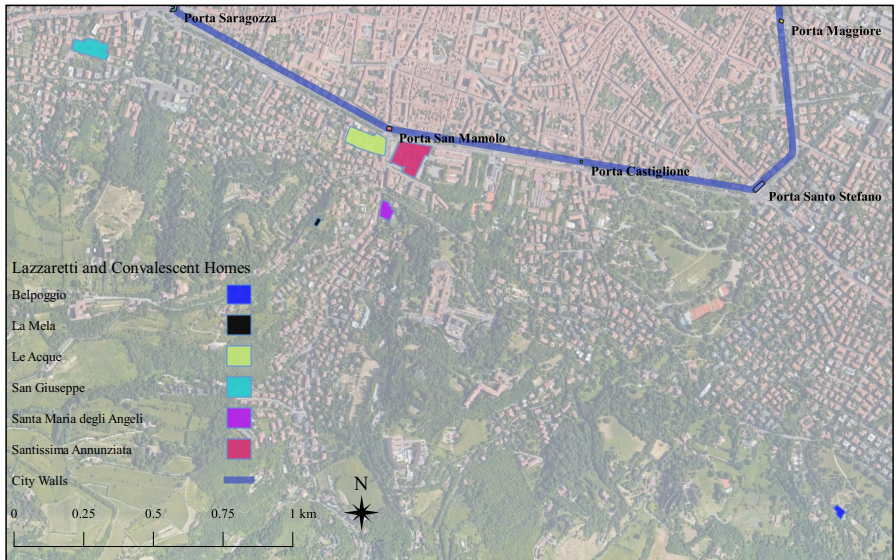 Porta Saragozza
Porta Maggiore
Porta San Mamolo
Porta Castiglione
Porta Santo Stefano
Lazzaretti and Convalescent Homes
Belpoggio
La Mela
Le Acque
San Giuseppe
Santa Maria degli Angeli
Santissima Annunziata
City Walls
N
0 0.25 0.5 0.75 1 km